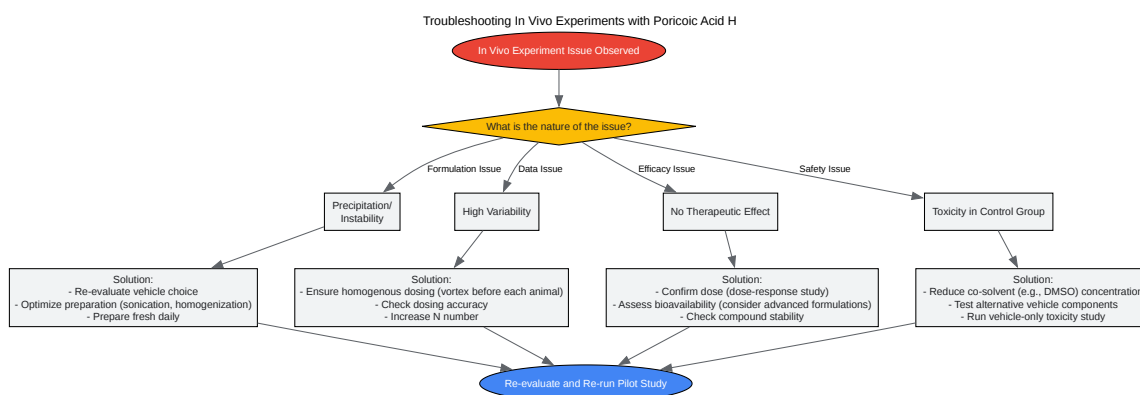 Troubleshooting In Vivo Experiments with Poricoic Acid H
In Vivo Experiment Issue Observed
What is the nature of the issue?
Formulation Issue
Data Issue
Efficacy Issue
Safety Issue
Precipitation/
Instability
High Variability
No Therapeutic Effect
Toxicity in Control Group
Solution:
- Re-evaluate vehicle choice
- Optimize preparation (sonication, homogenization)
- Prepare fresh daily
Solution:
- Ensure homogenous dosing (vortex before each animal)
- Check dosing accuracy
- Increase N number
Solution:
- Confirm dose (dose-response study)
- Assess bioavailability (consider advanced formulations)
- Check compound stability
Solution:
- Reduce co-solvent (e.g., DMSO) concentration
- Test alternative vehicle components
- Run vehicle-only toxicity study
Re-evaluate and Re-run Pilot Study